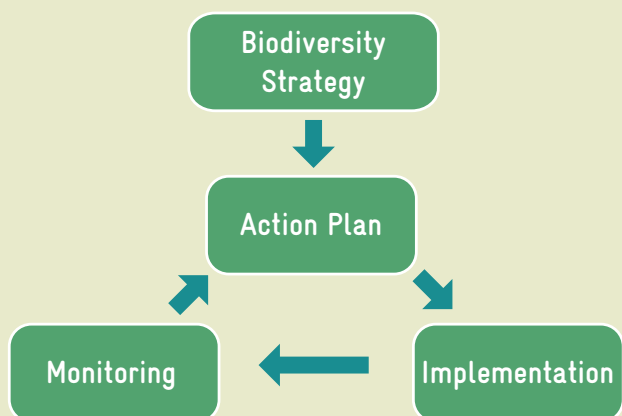 Biodiversity
Strategy
Action Plan
Monitoring
Implementation